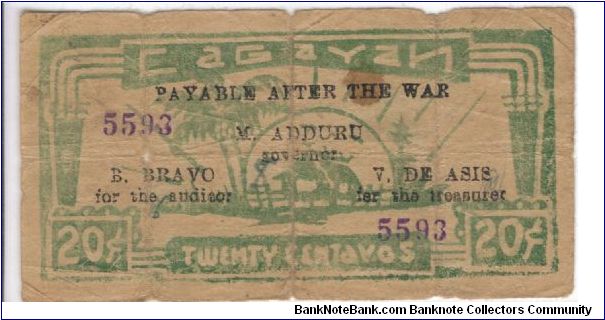 Cagayan
PAYABLE AFTER THE WAR
5593
M. ADDURU
governor
B. BRAVO V. DE ASIS
for the auditor for the treasurer
5593
20¢ TWENTY CENTAVOS 20¢
BankNoteBank.com Banknote Collectors Community